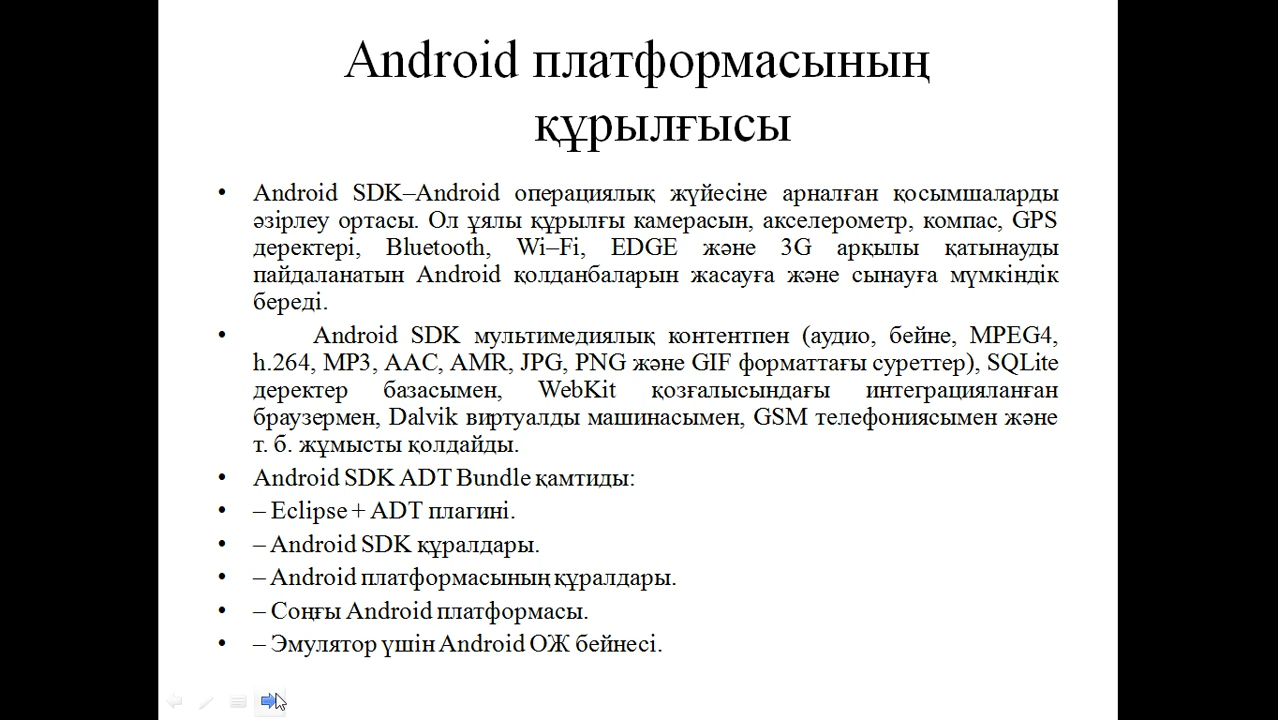 Android платформасының
құрылғысы
• Android SDK–Android операциялық жүйесіне арналған қосымшаларды
әзірлеу ортасы. Ол ұялы құрылғы камерасын, акселерометр, компас, GPS
деректері, Bluetooth, Wi–Fi, EDGE және 3G арқылы қатынауды
пайдаланатын Android қолданбаларын жасауға және сынауға мүмкіндік
береді.
• Android SDK мультимедиялық контентпен (аудио, бейне, MPEG4,
h.264, MP3, AAC, AMR, JPG, PNG және GIF форматтағы суреттер), SQLite
деректер базасымен, WebKit қозғалысындағы интеграцияланған
браузермен, Dalvik виртуалды машинасымен, GSM телефониясымен және
т. б. жұмысты қолдайды.
• Android SDK ADT Bundle қамтиды:
• – Eclipse + ADT плагині.
• – Android SDK құралдары.
• – Android платформасының құралдары.
• – Соңғы Android платформасы.
• – Эмулятор үшін Android ОЖ бейнесі.